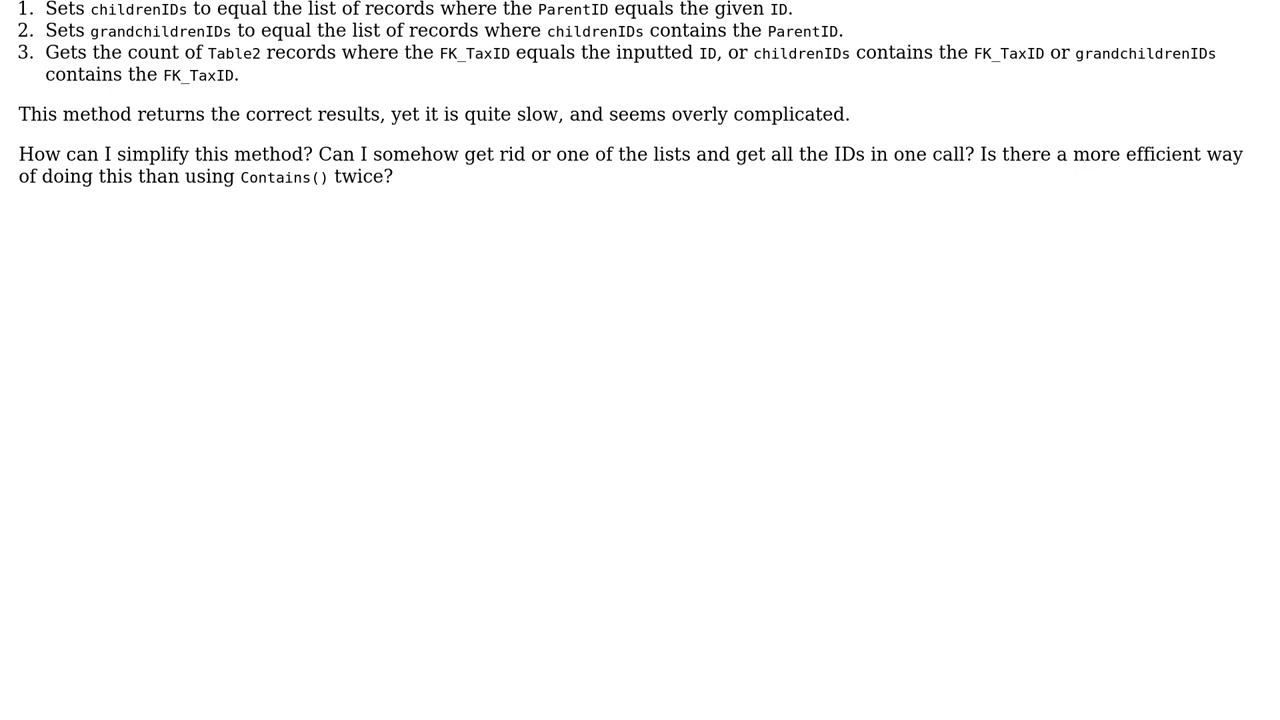 1. Sets childrenIDs to equal the list of records where the ParentID equals the given ID.
2. Sets grandchildrenIDs to equal the list of records where childrenIDs contains the ParentID.
3. Gets the count of Table2 records where the FK_TaxID equals the inputted ID, or childrenIDs contains the FK_TaxID or grandchildrenIDs
contains the FK_TaxID.
This method returns the correct results, yet it is quite slow, and seems overly complicated.
How can I simplify this method? Can I somehow get rid or one of the lists and get all the IDs in one call? Is there a more efficient way
of doing this than using Contains() twice?